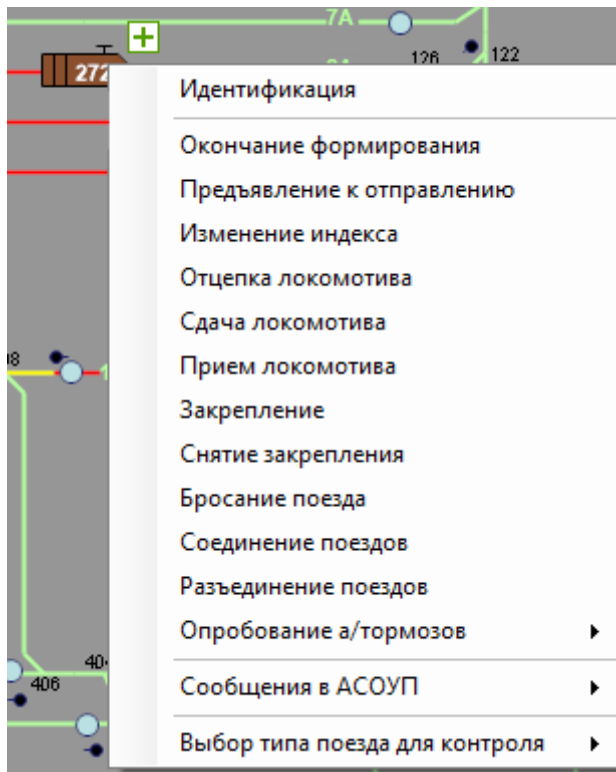 7А
126
122
272
Идентификация
Окончание формирования
Предъявление к отправлению
Изменение индекса
Отцепка локомотива
Сдача локомотива
Прием локомотива
Закрепление
Снятие закрепления
Бросание поезда
Соединение поездов
Разъединение поездов
Опробование а/тормозов
406
Сообщения в АСОУП
Выбор типа поезда для контроля